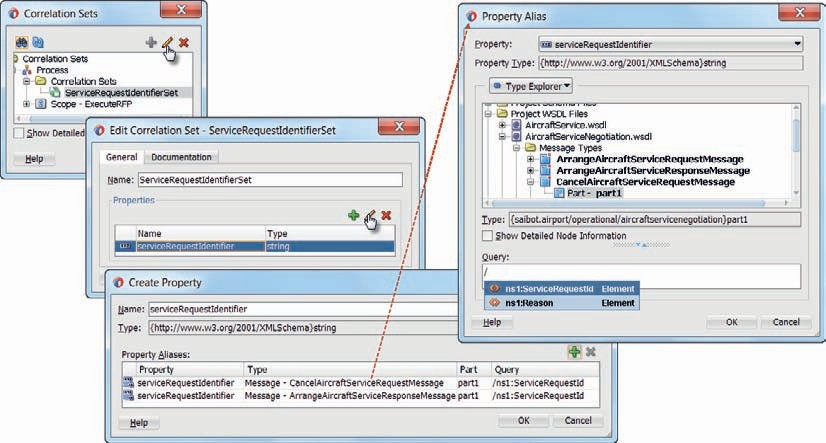 Correlation Sets
Correlation Sets
Process
Correlation Sets
ServiceRequestIdentifierSet
Scope - ExecuteRFP
Show Detailed
Help
Edit Correlation Set - ServiceRequestIdentifierSet
General Documentation
Name: ServiceRequestIdentifierSet
Properties
Name Type
serviceRequestIdentifier string
Create Property
Name: serviceRequestIdentifier
Type: {http://www.w3.org/2001/XMLSchema}string
Property Aliases:
Property Type Part Query
serviceRequestIdentifier Message - CancelAircraftServiceRequestMessage part1 /ns1:ServiceRequestId
serviceRequestIdentifier Message - ArrangeAircraftServiceResponseMessage part1 /ns1:ServiceRequestId
Help OK Cancel
Property Alias
Property: serviceRequestIdentifier
Property Type: {http://www.w3.org/2001/XMLSchema}string
Type Explorer
Project Schema Files
Project WSDL Files
AircraftService.wsdl
AircraftServiceNegotiation.wsdl
Message Types
ArrangeAircraftServiceRequestMessage
ArrangeAircraftServiceResponseMessage
CancelAircraftServiceRequestMessage
Part - part1
Type: {saibot.airport/operational/aircraftservicenegotiation}part1
Show Detailed Node Information
Query:
/
ns1:ServiceRequestId Element
ns1:Reason Element
Help OK Cancel